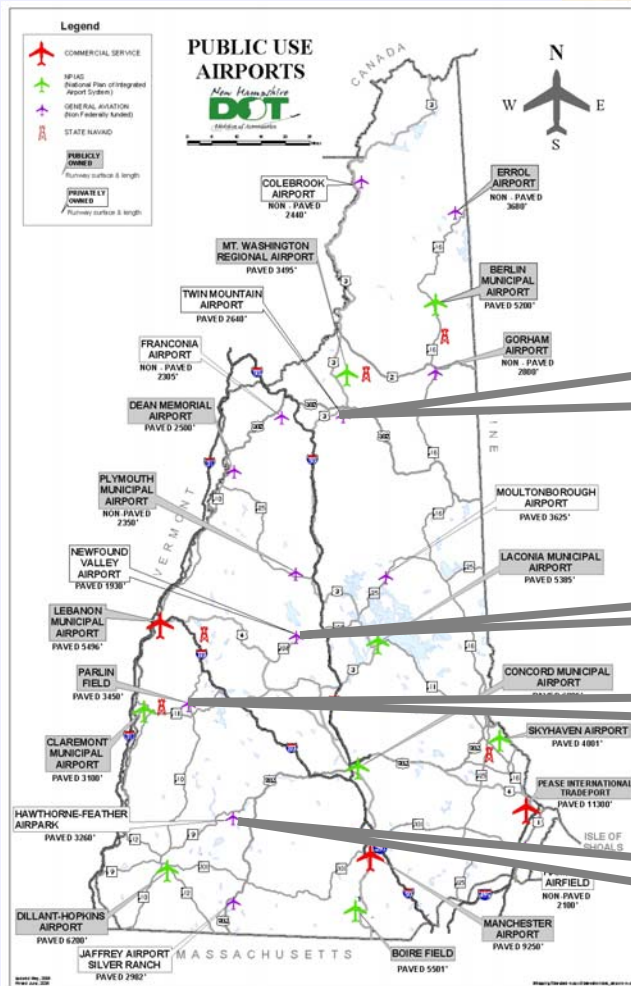 Legend
COMMERCIAL SERVICE
NPIAS
(National Plan of Integrated
Airport System)
GENERAL AVIATION
(Non Federally funded)
STATE NAVAID
PUBLICLY
OWNED
Runway surface & length
PRIVATELY
OWNED
Runway surface & length
PUBLIC USE
AIRPORTS
New Hampshire
DOT
Division of Aeronautics
CANADA
N
W E
S
COLEBROOK
AIRPORT
NON - PAVED
2440'
ERROL
AIRPORT
NON - PAVED
3680'
MT. WASHINGTON
REGIONAL AIRPORT
PAVED 3495'
BERLIN
MUNICIPAL
AIRPORT
PAVED 5200'
TWIN MOUNTAIN
AIRPORT
PAVED 2640'
FRANCONIA
AIRPORT
NON - PAVED
2305'
GORHAM
AIRPORT
NON - PAVED
2800'
DEAN MEMORIAL
AIRPORT
PAVED 2500'
INE
PLYMOUTH
MUNICIPAL
AIRPORT
NON-PAVED
2350'
VERMONT
MOULTONBOROUGH
AIRPORT
PAVED 3625'
NEWFOUND
VALLEY
AIRPORT
PAVED 1930'
LACONIA MUNICIPAL
AIRPORT
PAVED 5385'
LEBANON
MUNICIPAL
AIRPORT
PAVED 5496'
PARLIN
FIELD
PAVED 3450'
CONCORD MUNICIPAL
AIRPORT
SKYHAVEN AIRPORT
PAVED 4001'
CLAREMONT
MUNICIPAL
AIRPORT
PAVED 3100'
PEASE INTERNATIONAL
TRADEPORT
PAVED 11300'
HAWTHORNE-FEATHER
AIRPARK
PAVED 3260'
ISLE OF
SHOALS
AIRFIELD
NON-PAVED
2100'
DILLANT-HOPKINS
AIRPORT
PAVED 6200'
MANCHESTER
AIRPORT
PAVED 9250'
JAFFREY AIRPORT
SILVER RANCH
PAVED 2982'
MASSACHUSETTS
BOIRE FIELD
PAVED 5501'